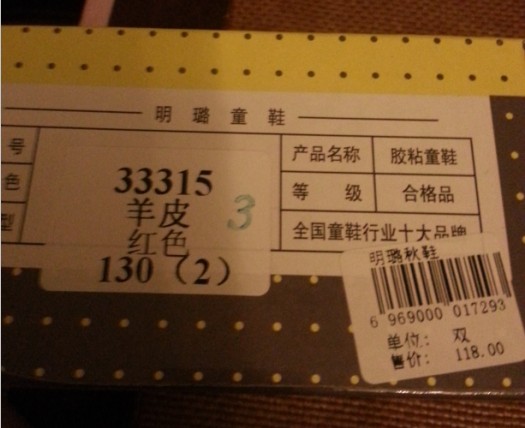 明璐童鞋
号
色
型
33315
羊皮
红色
130（2）
3
产品名称 胶粘童鞋
等级 合格品
全国童鞋行业十大品牌
明璐秋鞋
6 969000 017293
单位： 双
售价： 118.00